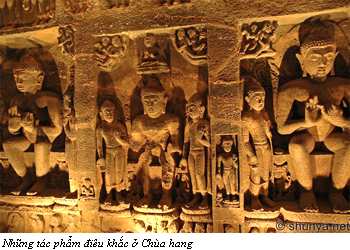 © shunya.net
Những tác phẩm điêu khắc ở Chùa hang